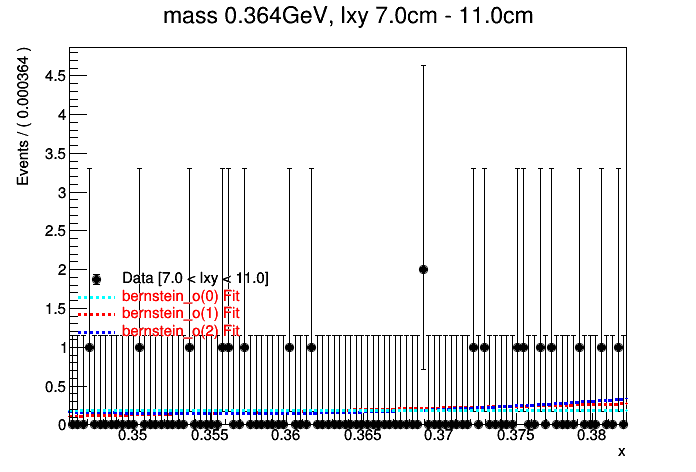 mass 0.364GeV, lxy 7.0cm - 11.0cm
Events / ( 0.000364 )
4.5
4
3.5
3
2.5
2
1.5
1
0.5
0
Data [7.0 < lxy < 11.0]
bernstein_o(0) Fit
bernstein_o(1) Fit
bernstein_o(2) Fit
0.35 0.355 0.36 0.365 0.37 0.375 0.38
x